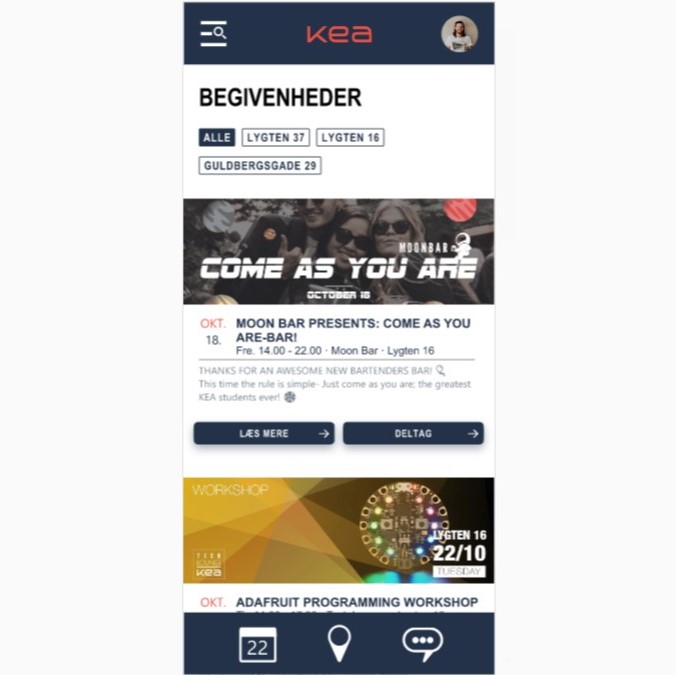 kea
BEGIVENHEDER
ALLE
LYGTEN 37
LYGTEN 16
GULDBERGSGADE 29
MOONBAR
COME AS YOU ARE
OCTOBER 18
OKT.
18.
MOON BAR PRESENTS: COME AS YOU
ARE-BAR!
Fre. 14.00 - 22.00 · Moon Bar · Lygten 16
THANKS FOR AN AWESOME NEW BARTENDERS BAR!
This time the rule is simple- Just come as you are; the greatest
KEA students ever!
LÆS MERE
DELTAG
WORKSHOP
LYGTEN 16
22/10
TUESDAY
kea
OKT.
ADAFRUIT PROGRAMMING WORKSHOP
22